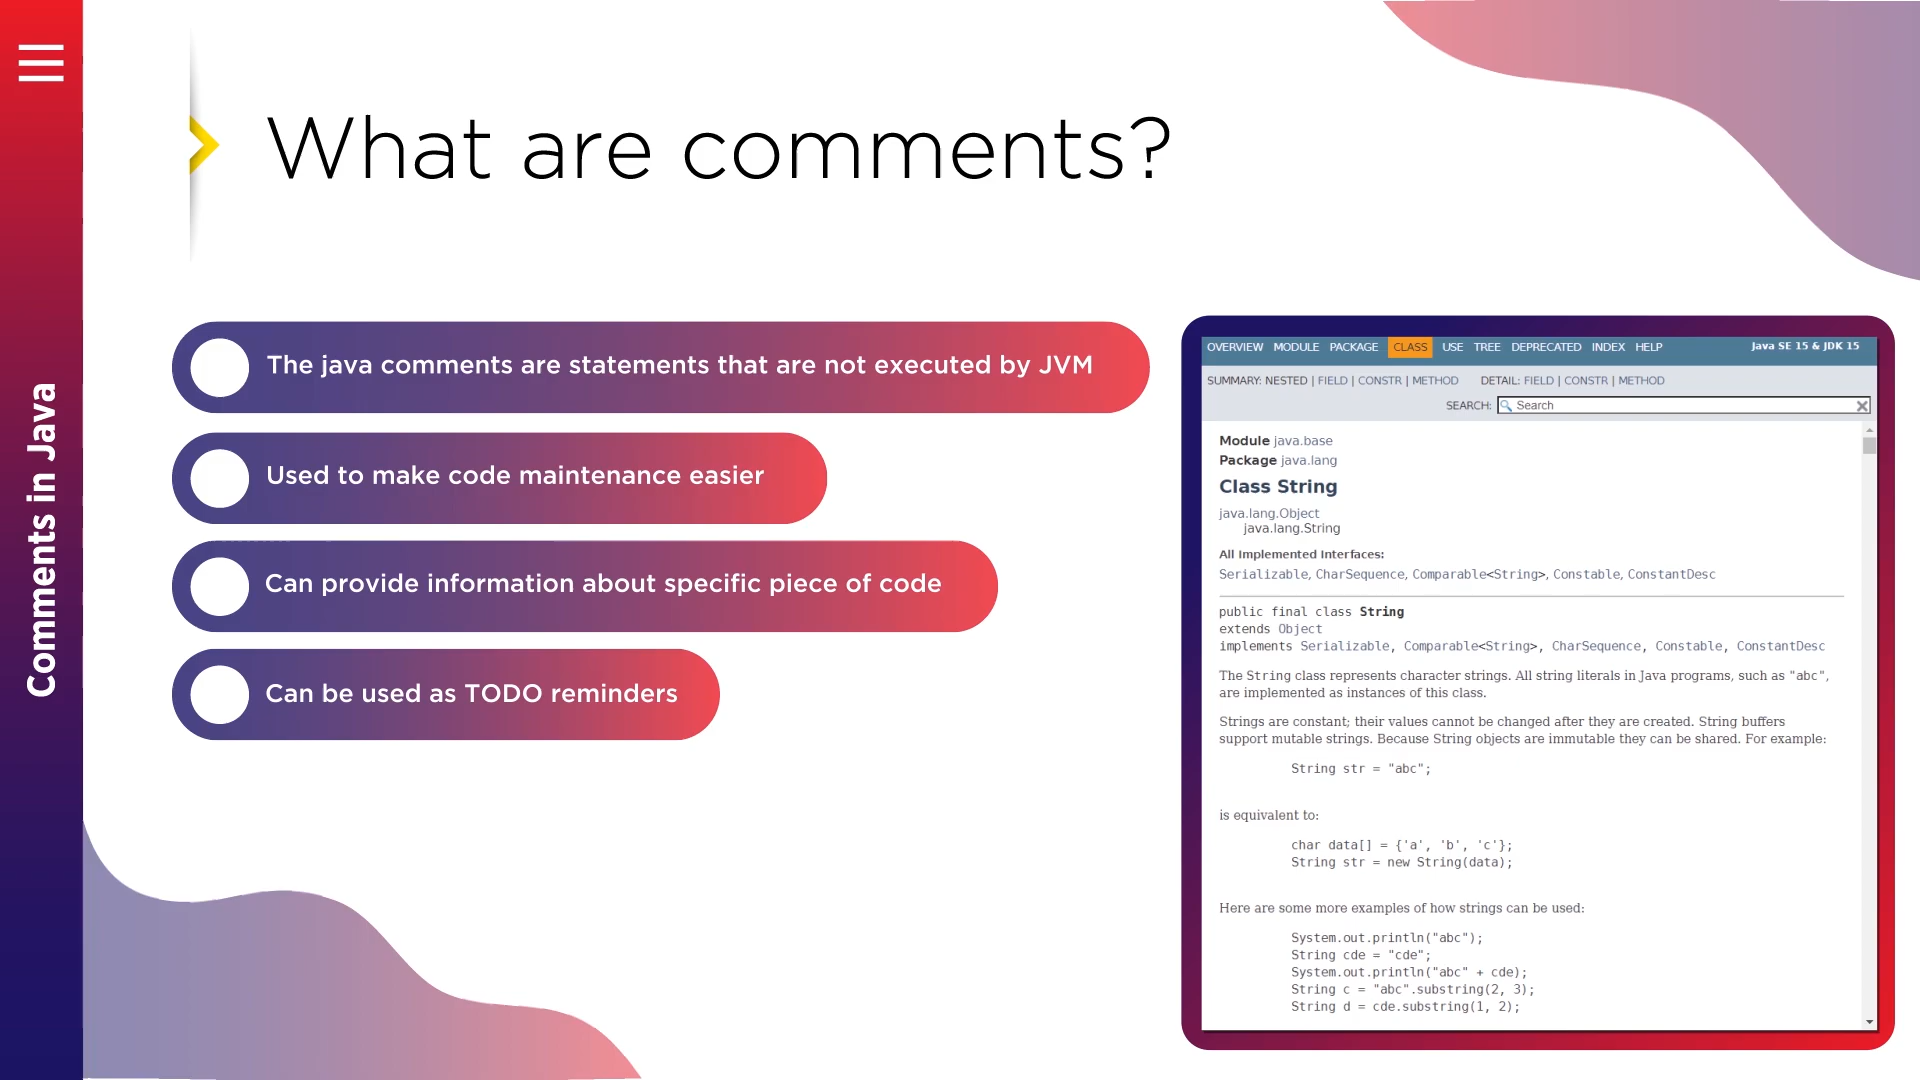 Comments in Java
What are comments?
The java comments are statements that are not executed by JVM
Used to make code maintenance easier
Can provide information about specific piece of code
Can be used as TODO reminders
OVERVIEW MODULE PACKAGE CLASS USE TREE DEPRECATED INDEX HELP Java SE 15 & JDK 15
SUMMARY: NESTED | FIELD | CONSTR | METHOD DETAIL: FIELD | CONSTR | METHOD
SEARCH: Search
Module java.base
Package java.lang
Class String
java.lang.Object
java.lang.String
All Implemented Interfaces:
Serializable, CharSequence, Comparable<String>, Constable, ConstantDesc
public final class String
extends Object
implements Serializable, Comparable<String>, CharSequence, Constable, ConstantDesc
The String class represents character strings. All string literals in Java programs, such as "abc",
are implemented as instances of this class.
Strings are constant; their values cannot be changed after they are created. String buffers
support mutable strings. Because String objects are immutable they can be shared. For example:
String str = "abc";
is equivalent to:
char data[] = {'a', 'b', 'c'};
String str = new String(data);
Here are some more examples of how strings can be used:
System.out.println("abc");
String cde = "cde";
System.out.println("abc" + cde);
String c = "abc".substring(2, 3);
String d = cde.substring(1, 2);